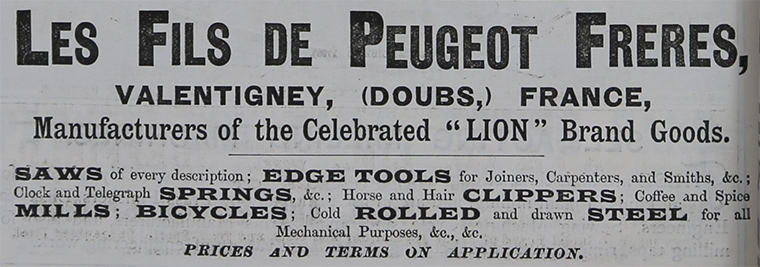 LES FILS DE PEUGEOT FRERES,
VALENTIGNEY, (DOUBS,) FRANCE,
Manufacturers of the Celebrated "LION" Brand Goods.
SAWS of every description; EDGE TOOLS for Joiners, Carpenters, and Smiths, &c.;
Clock and Telegraph SPRINGS, &c.; Horse and Hair CLIPPERS; Coffee and Spice
MILLS; BICYCLES; Cold ROLLED and drawn STEEL for all
Mechanical Purposes, &c., &c.
PRICES AND TERMS ON APPLICATION.